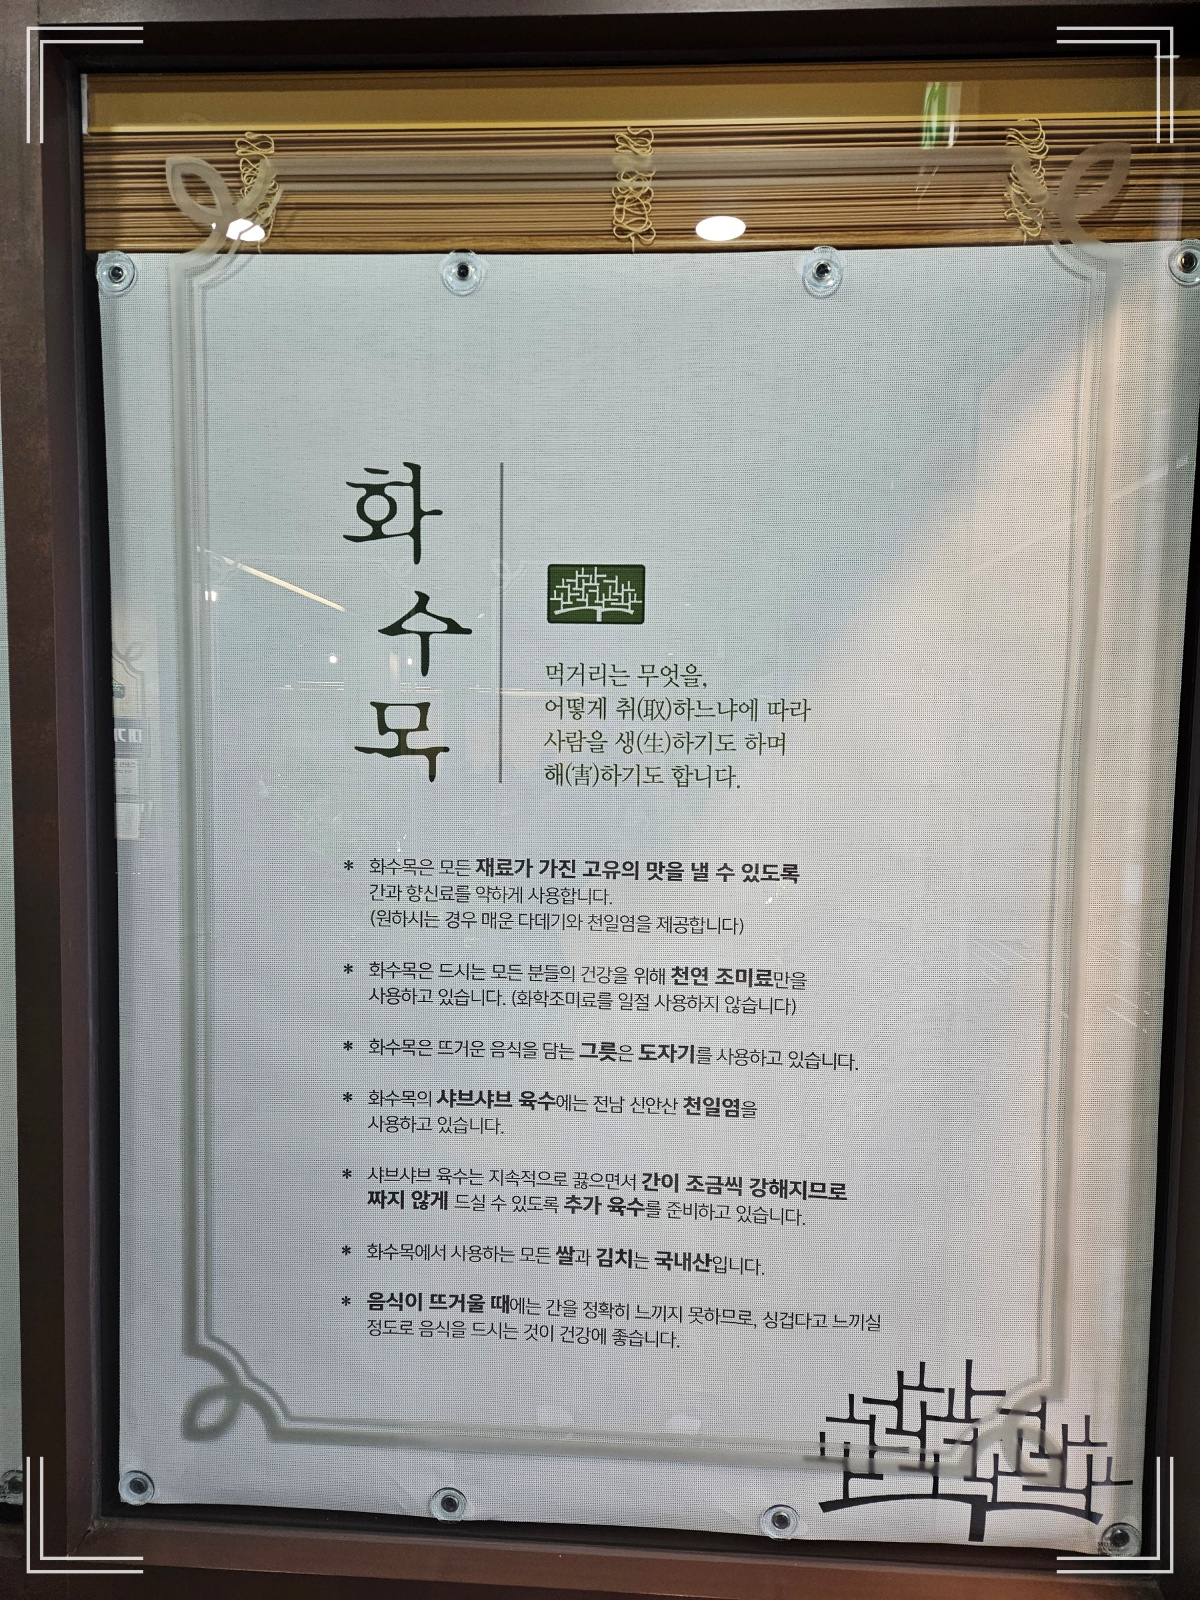 화
수
목
먹거리는 무엇을,
어떻게 취(取)하느냐에 따라
사람을 생(生)하기도 하며
해(害)하기도 합니다.
* 화수목은 모든 재료가 가진 고유의 맛을 낼 수 있도록
간과 향신료를 약하게 사용합니다.
(원하시는 경우 매운 다데기와 천일염을 제공합니다)
* 화수목은 드시는 모든 분들의 건강을 위해 천연 조미료만을
사용하고 있습니다. (화학조미료를 일절 사용하지 않습니다)
* 화수목은 뜨거운 음식을 담는 그릇은 도자기를 사용하고 있습니다.
* 화수목의 샤브샤브 육수에는 전남 신안산 천일염을
사용하고 있습니다.
* 샤브샤브 육수는 지속적으로 끓으면서 간이 조금씩 강해지므로
짜지 않게 드실 수 있도록 추가 육수를 준비하고 있습니다.
* 화수목에서 사용하는 모든 쌀과 김치는 국내산입니다.
* 음식이 뜨거울 때에는 간을 정확히 느끼지 못하므로, 싱겁다고 느끼실
정도로 음식을 드시는 것이 건강에 좋습니다.